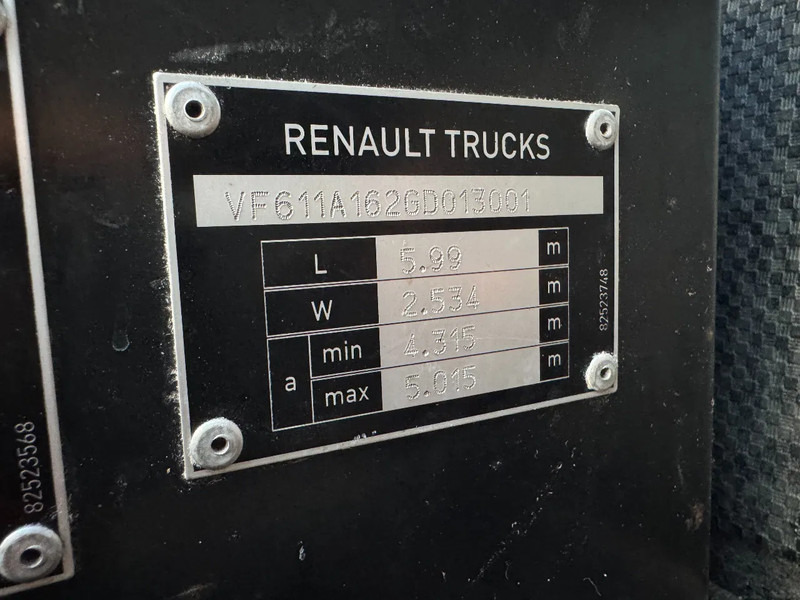 RENAULT TRUCKS
VF611A162GD013001
L 5.99 m
W 2.534 m
a min 4.315 m
max 5.015 m
82523748
82523568